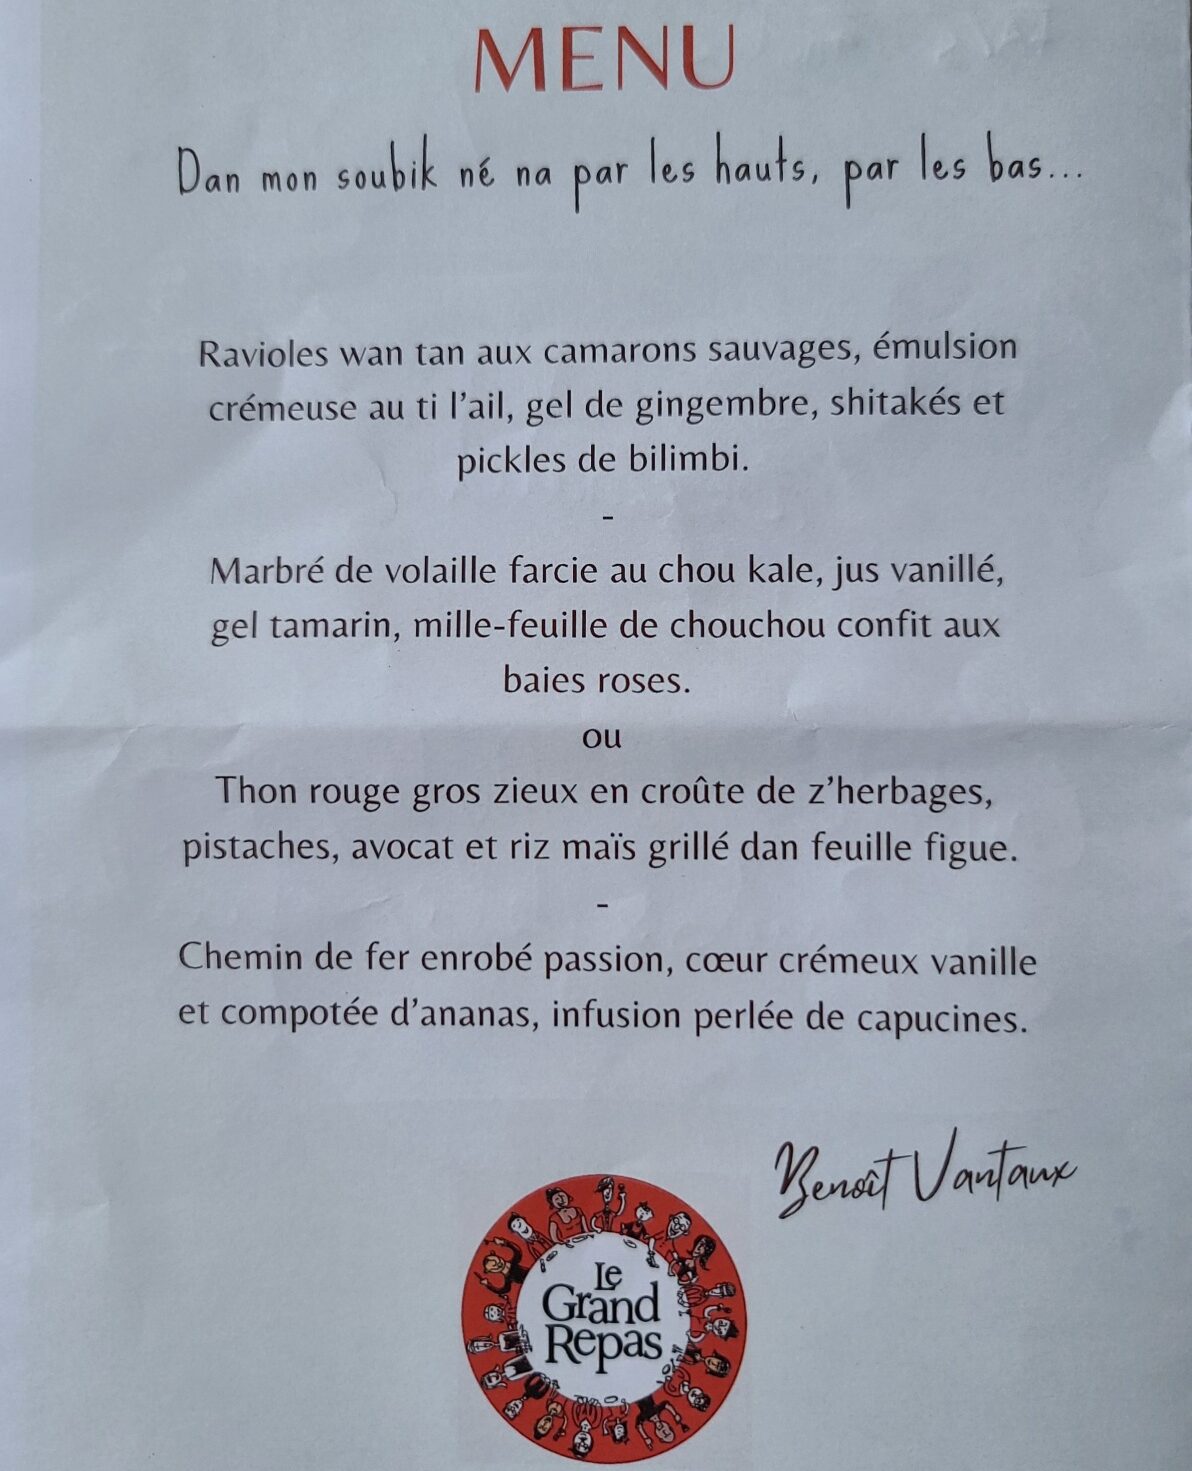 MENU
Dan mon soubik né na par les hauts, par les bas...
Ravioles wan tan aux camarons sauvages, émulsion
crémeuse au ti l'ail, gel de gingembre, shitakés et
pickles de bilimbi.
-
Marbré de volaille farcie au chou kale, jus vanillé,
gel tamarin, mille-feuille de chouchou confit aux
baies roses.
ou
Thon rouge gros zieux en croûte de z'herbages,
pistaches, avocat et riz maïs grillé dan feuille figue.
-
Chemin de fer enrobé passion, cœur crémeux vanille
et compotée d'ananas, infusion perlée de capucines.
Benoît Vantaux
Le
Grand
Repas